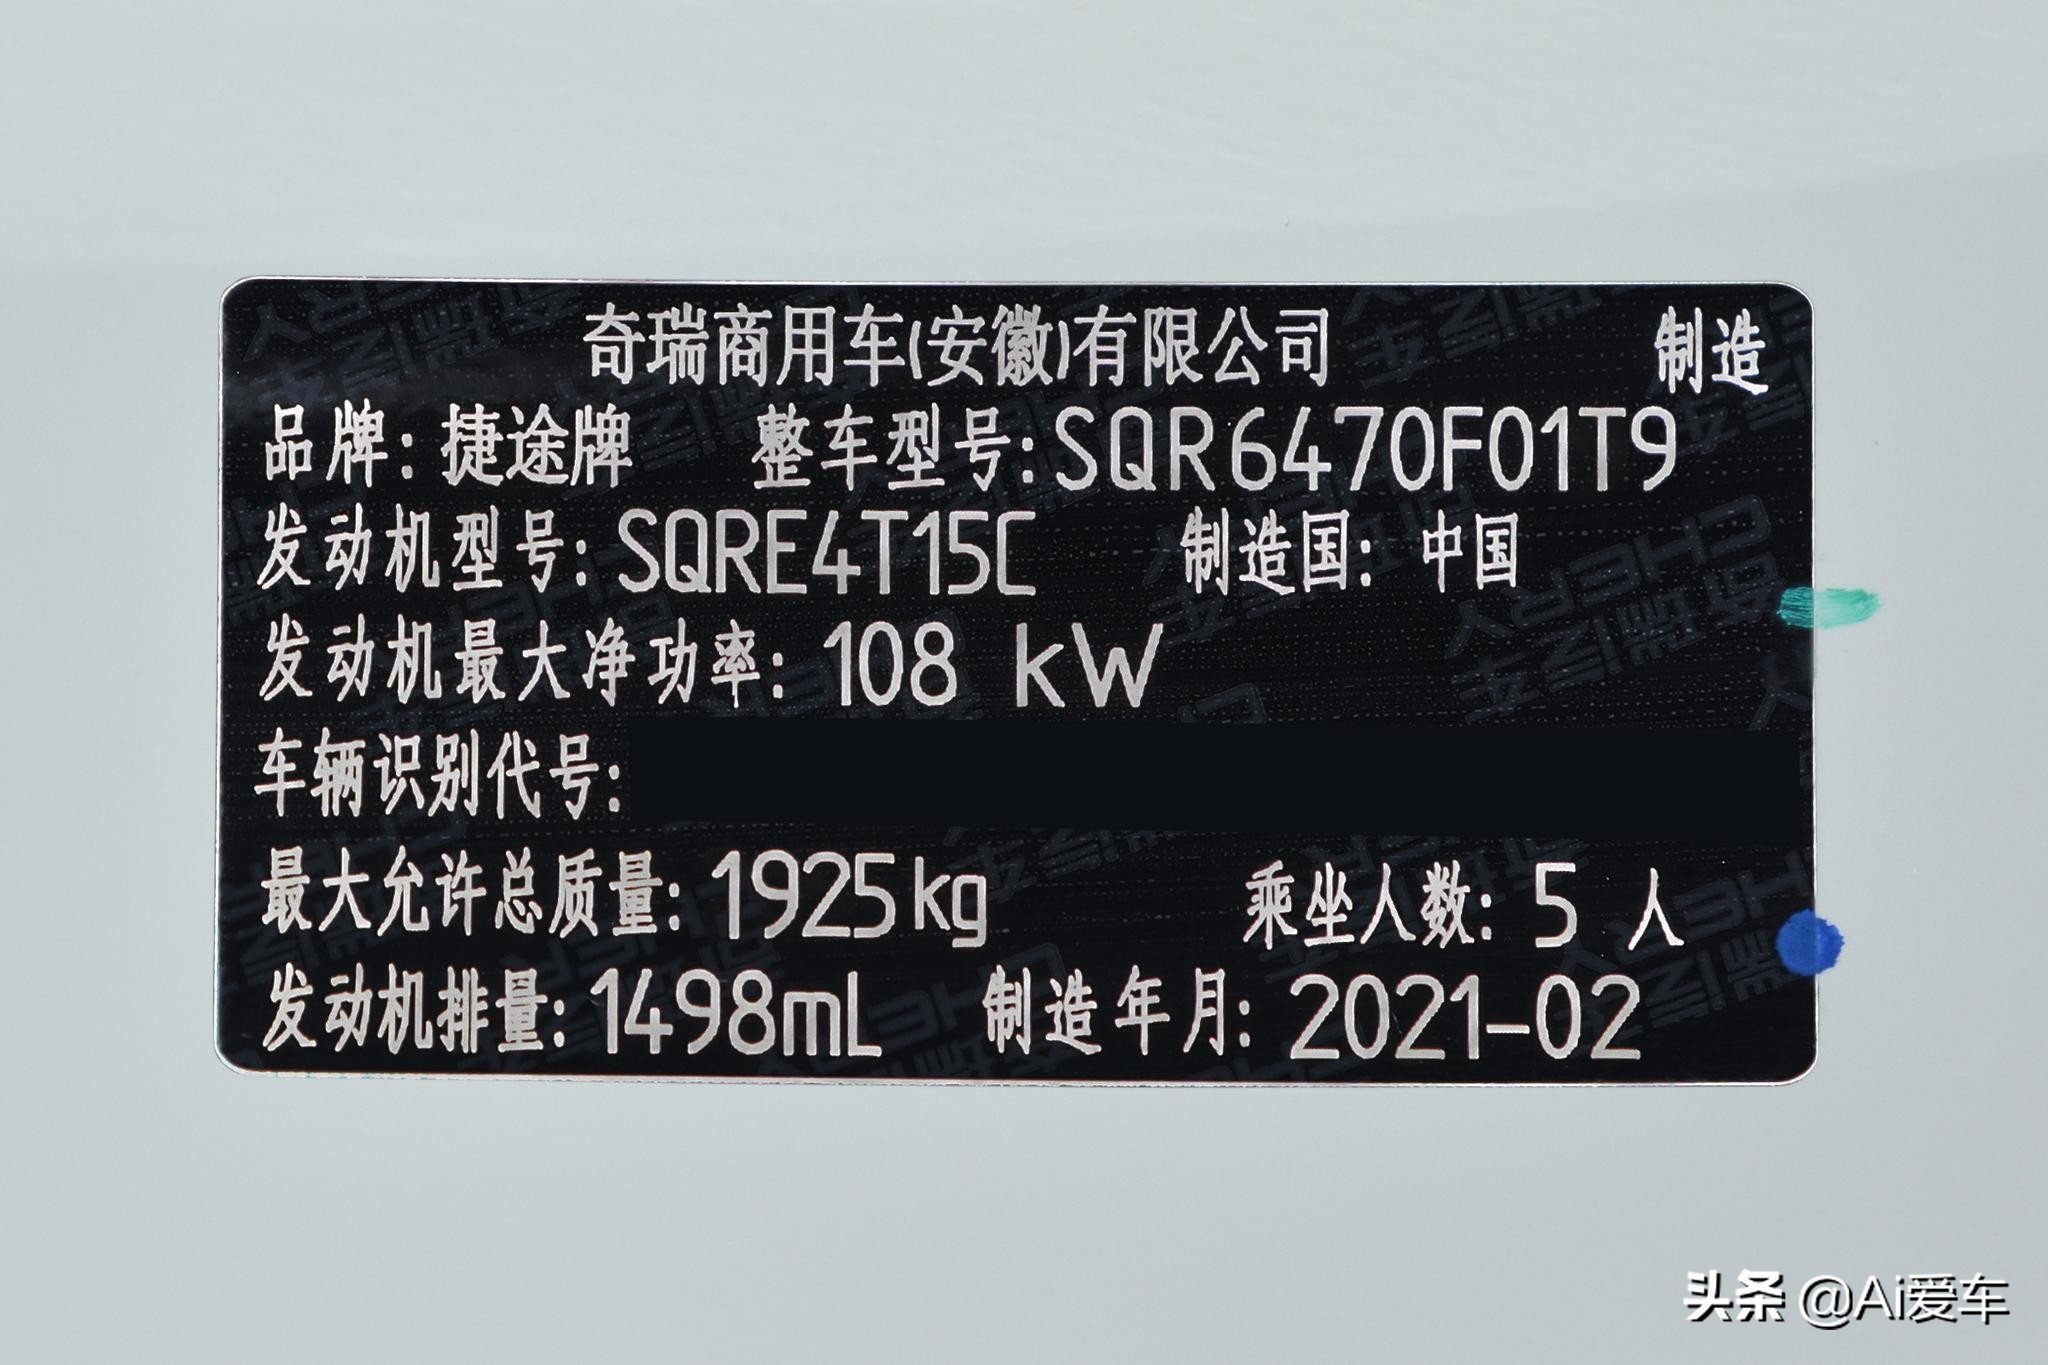 奇瑞商用车(安徽)有限公司 制造
品牌: 捷途牌 整车型号: SQR6470F01T9
发动机型号: SQRE4T15C 制造国: 中国
发动机最大净功率: 108 kW
车辆识别代号:
最大允许总质量: 1925kg 乘坐人数: 5 人
发动机排量: 1498mL 制造年月: 2021-02
头条 @Ai爱车